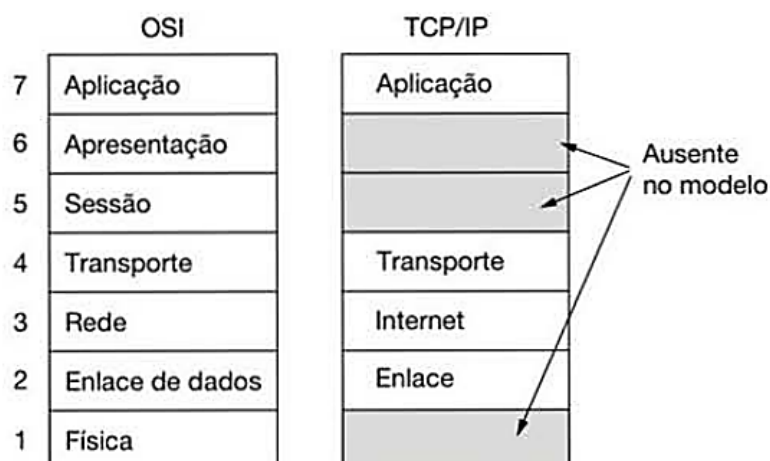 OSI TCP/IP
7 Aplicação Aplicação
6 Apresentação
5 Sessão
Ausente
no modelo
4 Transporte Transporte
3 Rede Internet
2 Enlace de dados Enlace
1 Física